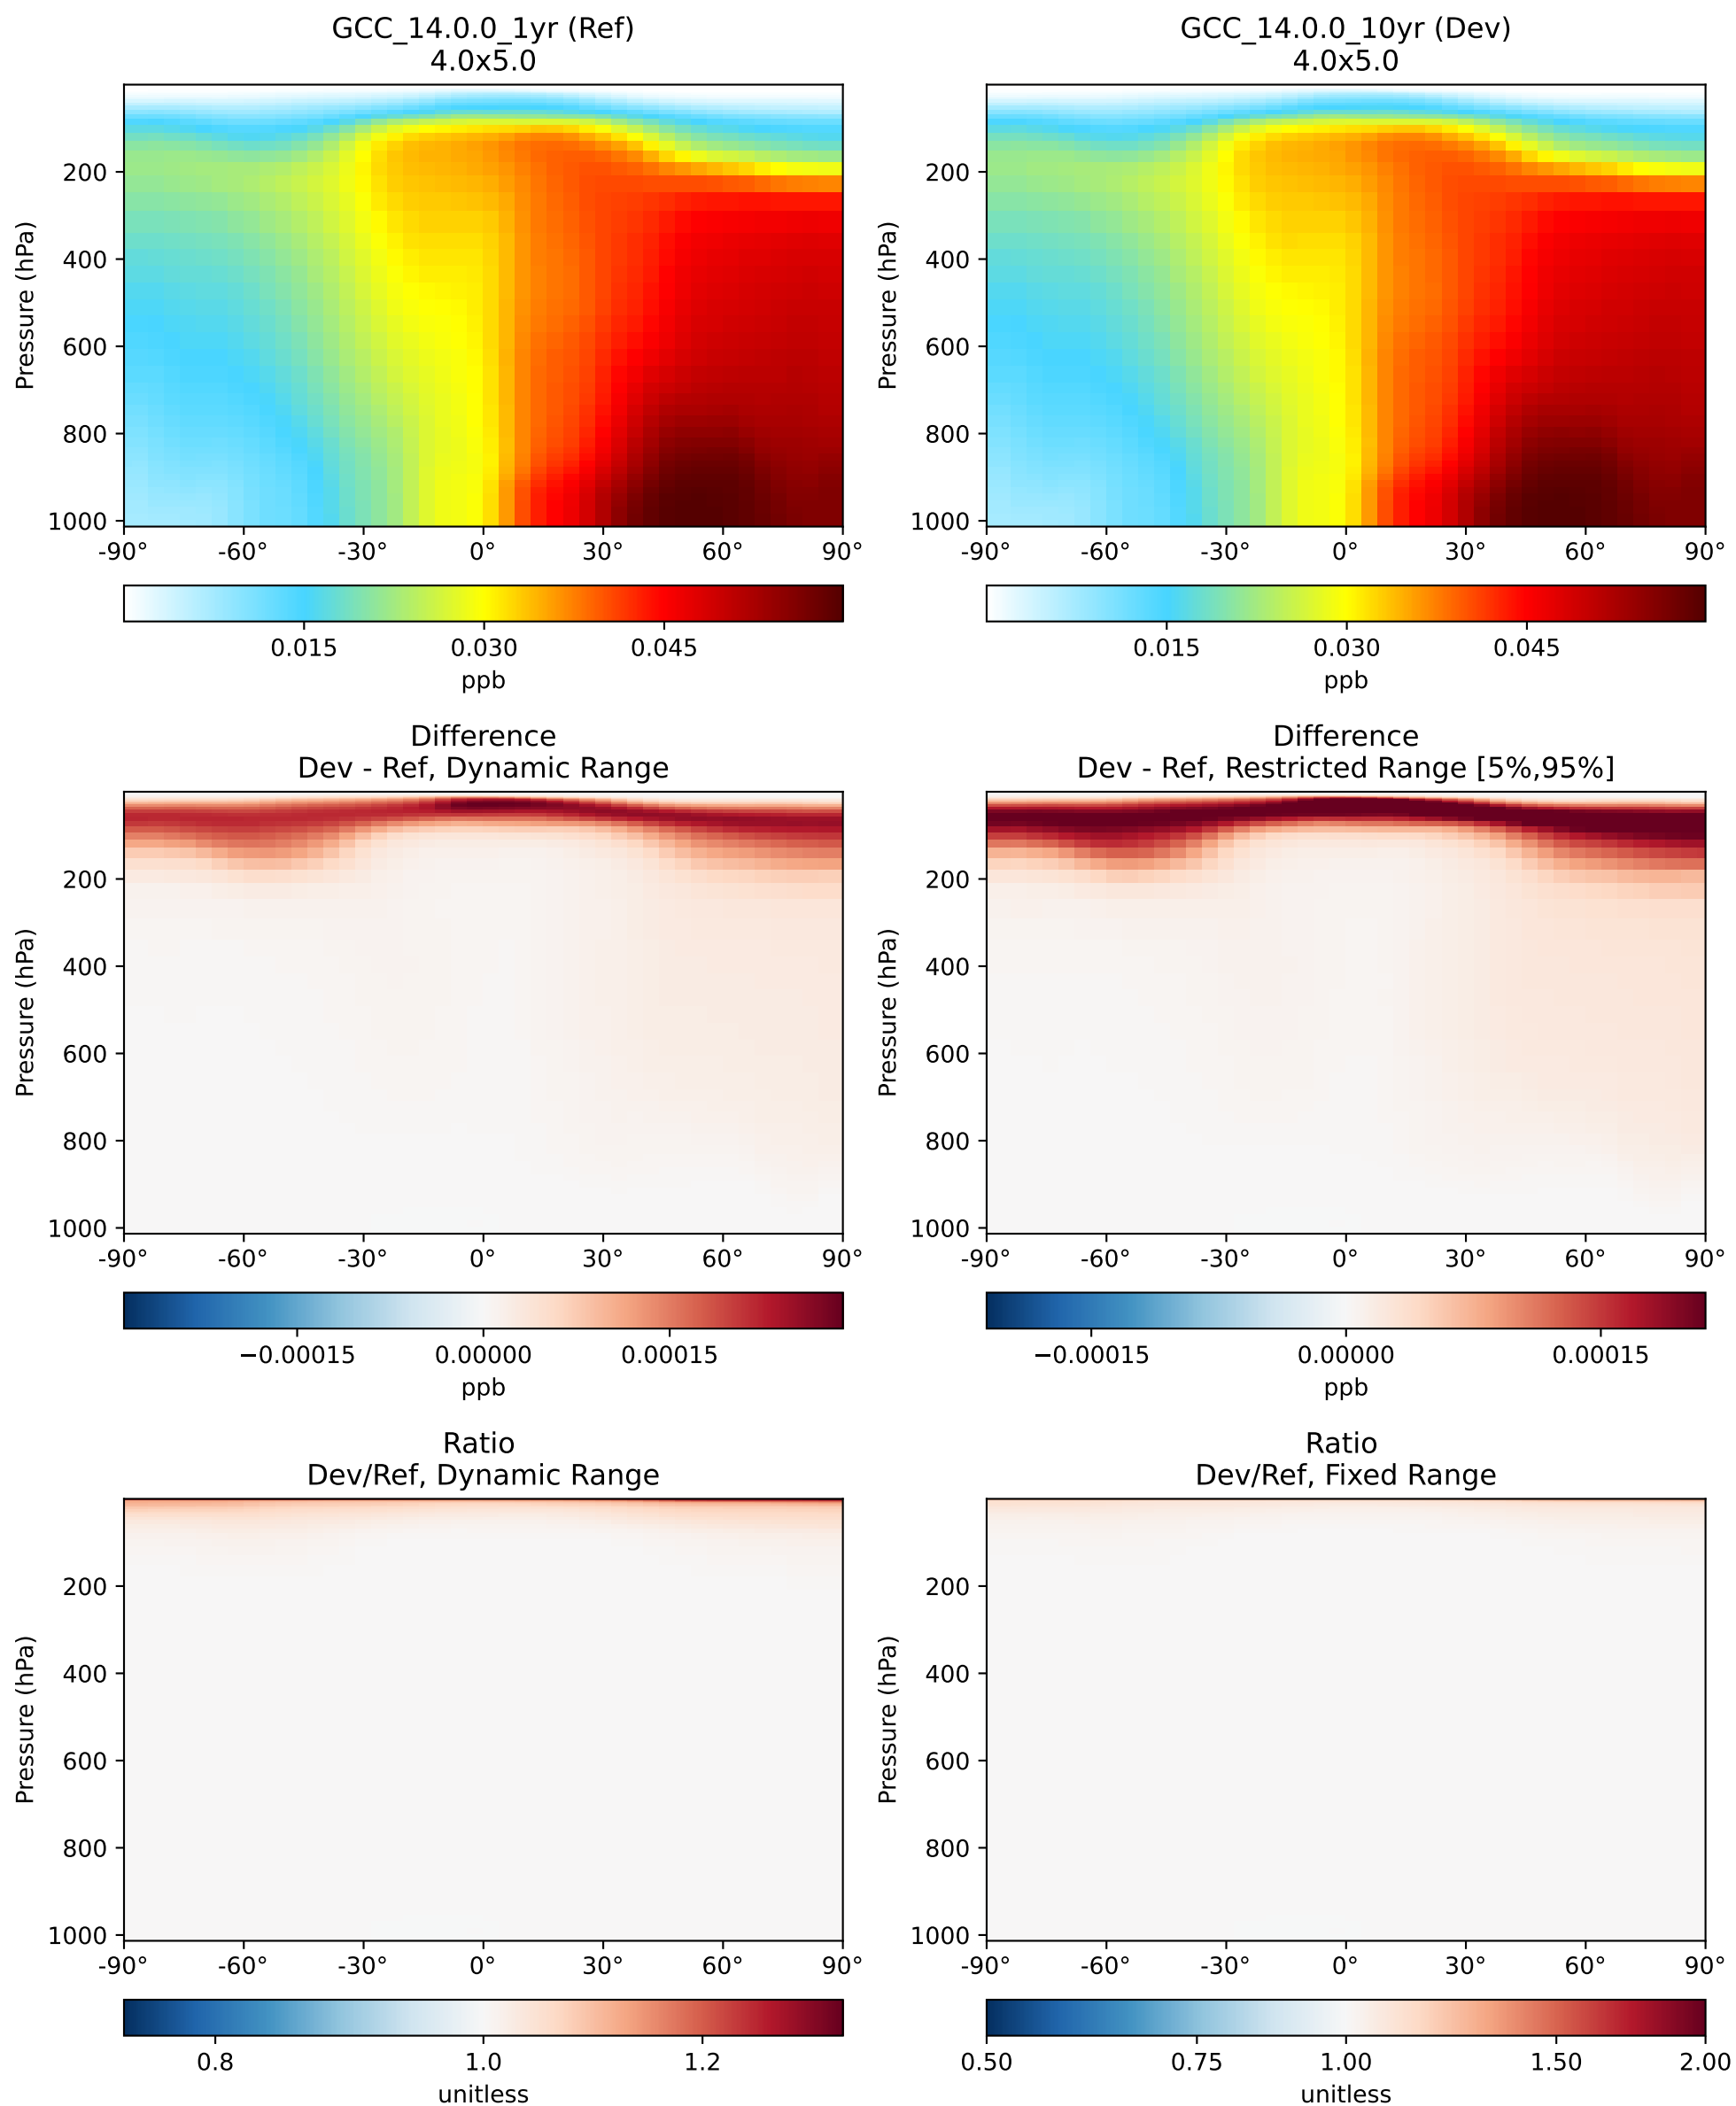 GCC_14.0.0_1yr (Ref)
4.0x5.0
Pressure (hPa)
200
400
600
800
1000
-90° -60° -30° 0° 30° 60° 90°
0.015 0.030 0.045
ppb
GCC_14.0.0_10yr (Dev)
4.0x5.0
Pressure (hPa)
200
400
600
800
1000
-90° -60° -30° 0° 30° 60° 90°
0.015 0.030 0.045
ppb
Difference
Dev - Ref, Dynamic Range
Pressure (hPa)
200
400
600
800
1000
-90° -60° -30° 0° 30° 60° 90°
−0.00015 0.00000 0.00015
ppb
Difference
Dev - Ref, Restricted Range [5%,95%]
Pressure (hPa)
200
400
600
800
1000
-90° -60° -30° 0° 30° 60° 90°
−0.00015 0.00000 0.00015
ppb
Ratio
Dev/Ref, Dynamic Range
Pressure (hPa)
200
400
600
800
1000
-90° -60° -30° 0° 30° 60° 90°
0.8 1.0 1.2
unitless
Ratio
Dev/Ref, Fixed Range
Pressure (hPa)
200
400
600
800
1000
-90° -60° -30° 0° 30° 60° 90°
0.50 0.75 1.00 1.50 2.00
unitless